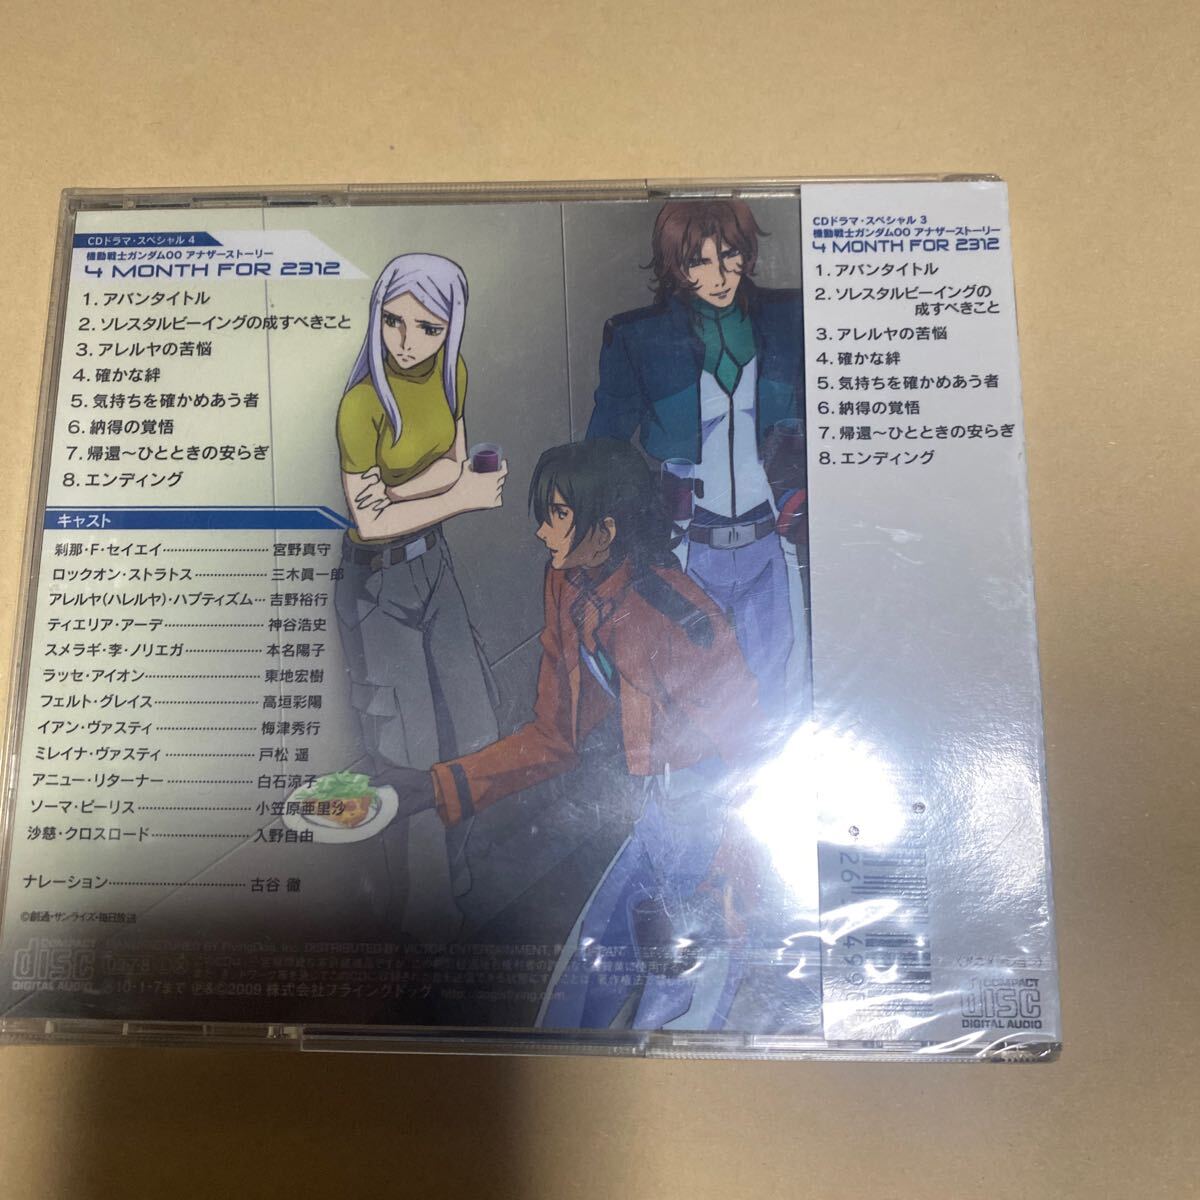 CDドラマ・スペシャル 4
機動戦士ガンダム00 アナザーストーリー
4 MONTH FOR 2312
1. アバンタイトル
2. ソレスタルビーイングの成すべきこと
3. アレルヤの苦悩
4. 確かな絆
5. 気持ちを確かめあう者
6. 納得の覚悟
7. 帰還〜ひとときの安らぎ
8. エンディング
キャスト
刹那・F・セイエイ……………………宮野真守
ロックオン・ストラトス……………三木眞一郎
アレルヤ(ハレルヤ)・ハプティズム…吉野裕行
ティエリア・アーデ……………………神谷浩史
スメラギ・李・ノリエガ………………本名陽子
ラッセ・アイオン………………………東地宏樹
フェルト・グレイス……………………高垣彩陽
イアン・ヴァスティ……………………梅津秀行
ミレイナ・ヴァスティ…………………戸松 遥
アニュー・リターナー…………………白石涼子
ソーマ・ピーリス………………………小笠原亜里沙
沙慈・クロスロード……………………入野自由
ナレーション……………………………古谷 徹
©創通・サンライズ・毎日放送
COMPACT disc DIGITAL AUDIO
MANUFACTURED BY FlyingDog, Inc. DISTRIBUTED BY VICTOR ENTERTAINMENT, INC.
10・1・7まで ℗&©2009 株式会社フライングドッグ
CDドラマ・スペシャル 3
機動戦士ガンダム00 アナザーストーリー
4 MONTH FOR 2312
1. アバンタイトル
2. ソレスタルビーイングの
成すべきこと
3. アレルヤの苦悩
4. 確かな絆
5. 気持ちを確かめあう者
6. 納得の覚悟
7. 帰還〜ひとときの安らぎ
8. エンディング
COMPACT
disc
DIGITAL AUDIO